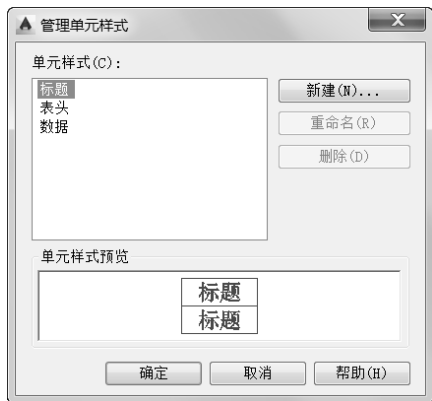 管理单元样式
单元样式(C):
标题
表头
数据
新建(N)...
重命名(R)
删除(D)
单元样式预览
标题
标题
确定
取消
帮助(H)